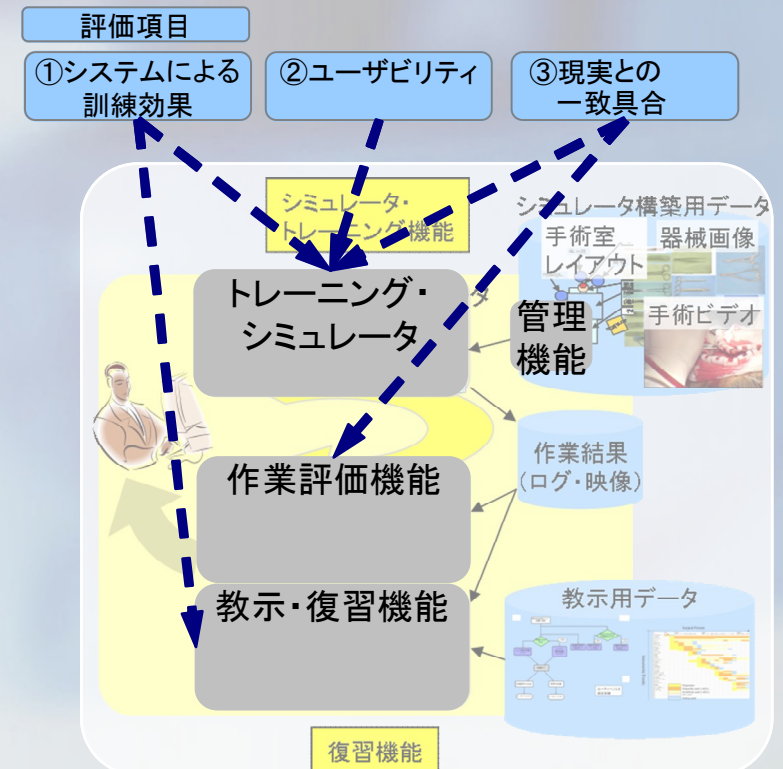 評価項目
①システムによる
訓練効果
②ユーザビリティ
③現実との
一致具合
シミュレータ・
トレーニング機能
シミュレータ構築用データ
手術室
レイアウト
器械画像
手術ビデオ
トレーニング・
シミュレータ
タ
管理
機能
作業結果
(ログ・映像)
作業評価機能
教示・復習機能
教示用データ
復習機能